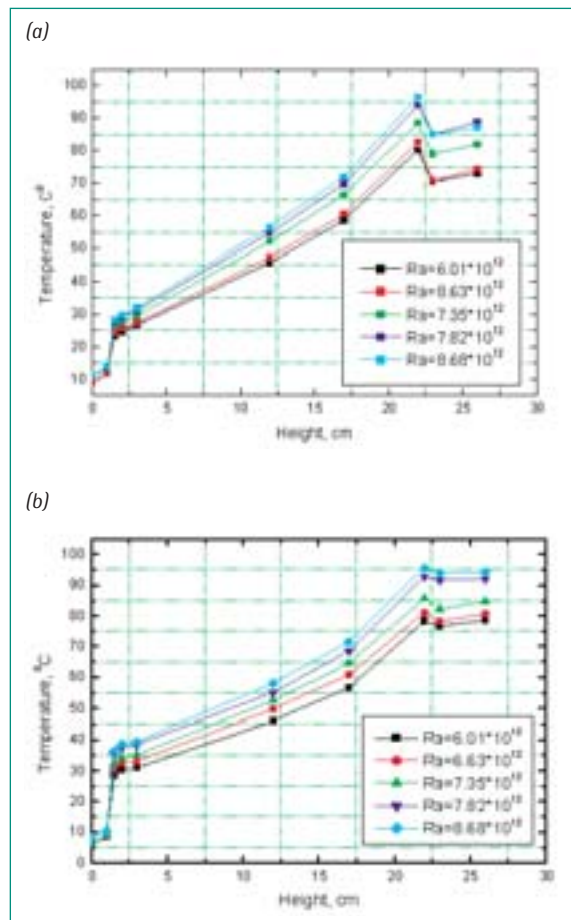 (a)
Temperature, C⁰
100
90
80
70
60
50
40
30
20
10
0 5 10 15 20 25 30
Height, cm
Ra=6.01*10¹²
Ra=8.63*10¹²
Ra=7.35*10¹²
Ra=7.82*10¹²
Ra=8.68*10¹²
(b)
Temperature, ⁰C
100
90
80
70
60
50
40
30
20
10
0
0 5 10 15 20 25 30
Height, cm
Ra=6.01*10¹²
Ra=6.63*10¹²
Ra=7.35*10¹²
Ra=7.82*10¹²
Ra=8.68*10¹²